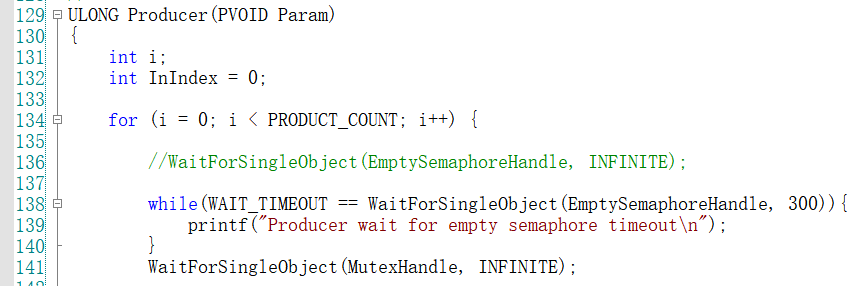 129 ULONG Producer(PVOID Param)
130 {
131     int i;
132     int InIndex = 0;
133
134     for (i = 0; i < PRODUCT_COUNT; i++) {
135
136         //WaitForSingleObject(EmptySemaphoreHandle, INFINITE);
137
138         while(WAIT_TIMEOUT == WaitForSingleObject(EmptySemaphoreHandle, 300)){
139             printf("Producer wait for empty semaphore timeout\n");
140         }
141         WaitForSingleObject(MutexHandle, INFINITE);